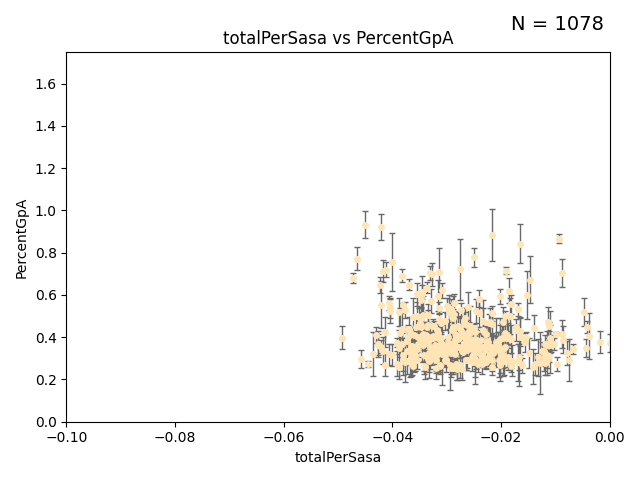 N = 1078
totalPerSasa vs PercentGpA
1.6
1.4
1.2
1.0
0.8
0.6
0.4
0.2
0.0
PercentGpA
−0.10 −0.08 −0.06 −0.04 −0.02 0.00
totalPerSasa